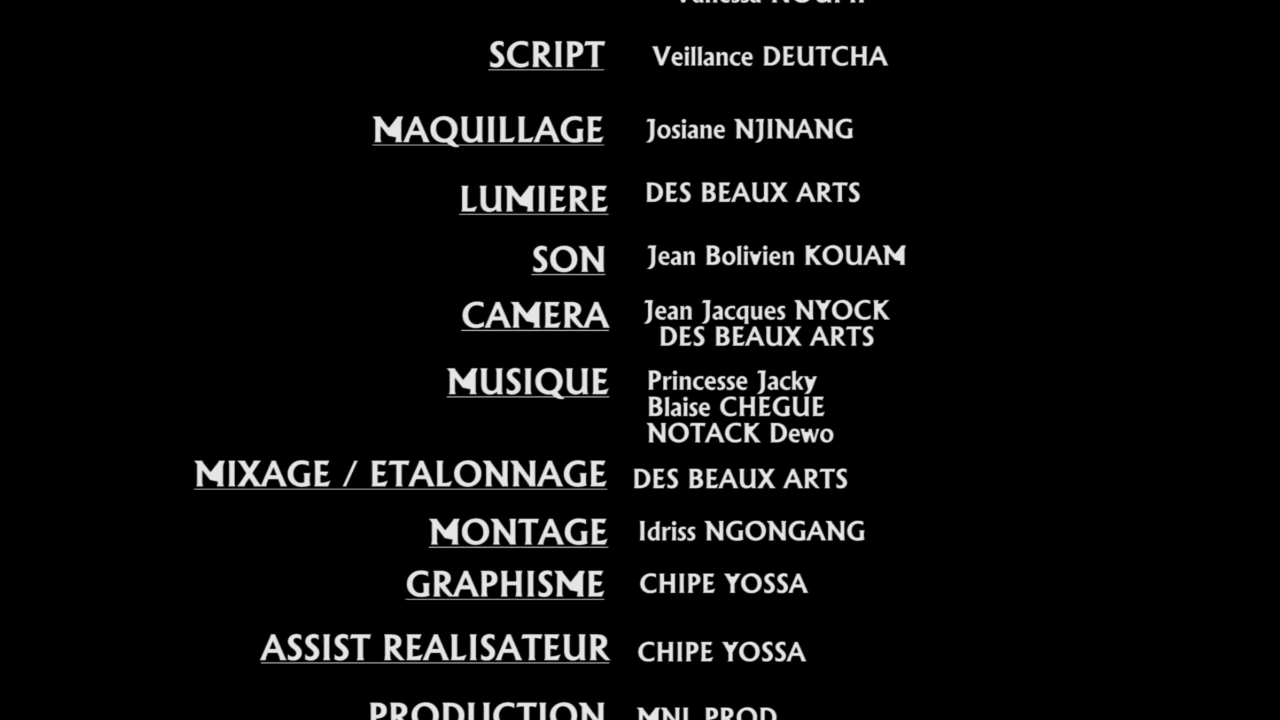 SCRIPT Veillance DEUTCHA
MAQUILLAGE Josiane NJINANG
LUMIERE DES BEAUX ARTS
SON Jean Bolivien KOUAM
CAMERA Jean Jacques NYOCK
DES BEAUX ARTS
MUSIQUE Princesse Jacky
Blaise CHEGUE
NOTACK Dewo
MIXAGE / ETALONNAGE DES BEAUX ARTS
MONTAGE Idriss NGONGANG
GRAPHISME CHIPE YOSSA
ASSIST REALISATEUR CHIPE YOSSA
PRODUCTION MNL PROD